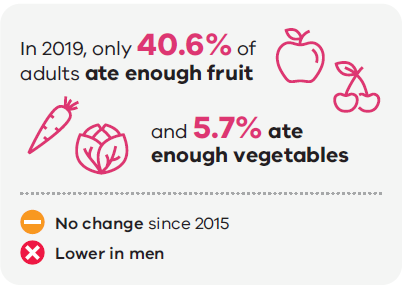 In 2019, only 40.6% of
adults ate enough fruit
and 5.7% ate
enough vegetables
No change since 2015
Lower in men